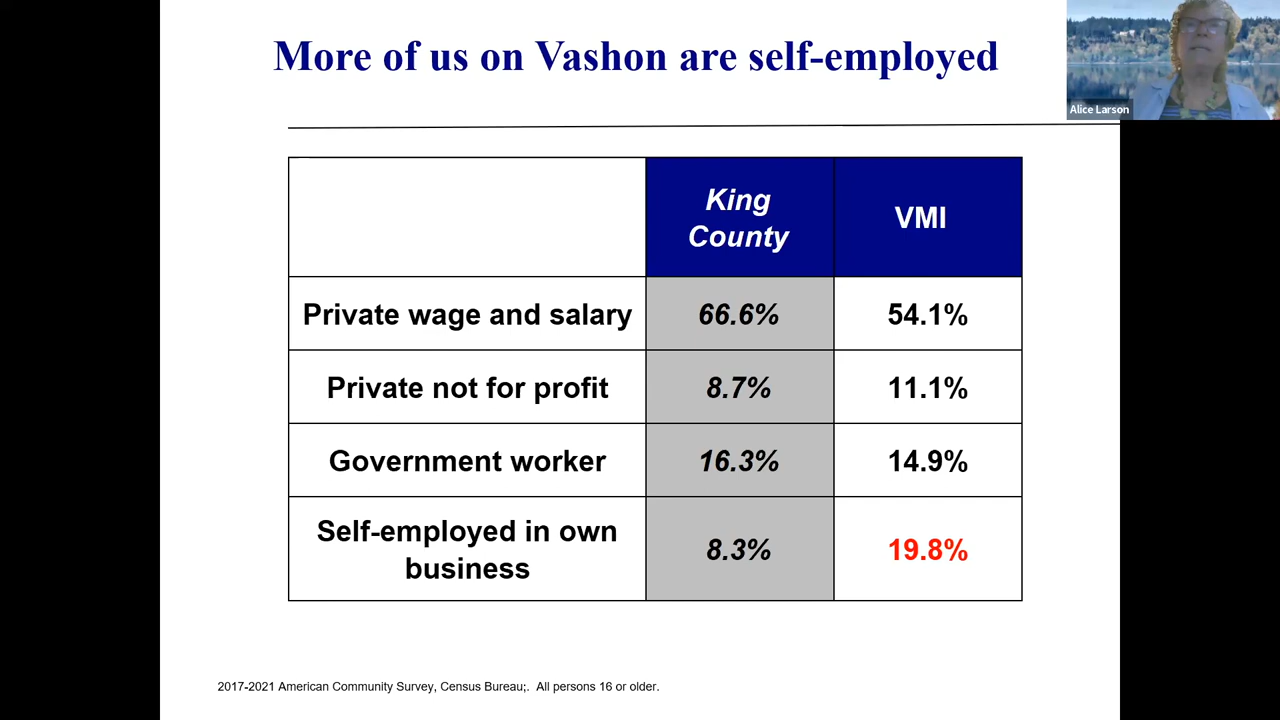 More of us on Vashon are self-employed
Alice Larson
King
County
VMI
Private wage and salary
66.6%
54.1%
Private not for profit
8.7%
11.1%
Government worker
16.3%
14.9%
Self-employed in own
business
8.3%
19.8%
2017-2021 American Community Survey, Census Bureau;.  All persons 16 or older.